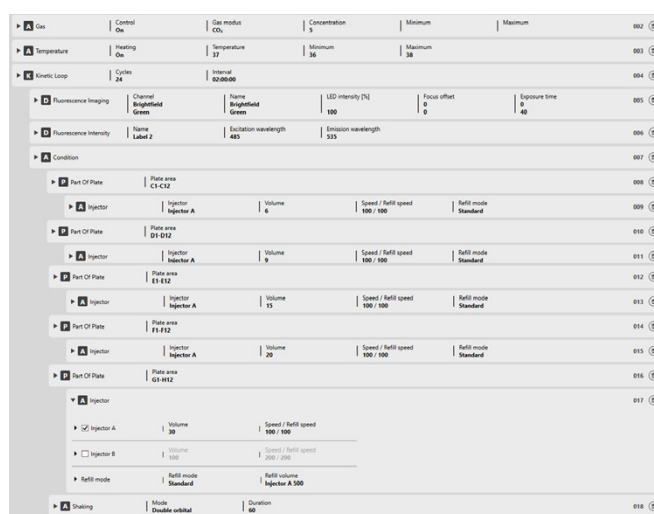 A Gas Control Gas modus Concentration Minimum Maximum 002
On CO₂ 5
A Temperature Heating Temperature Minimum Maximum 003
On 37 36 38
K Kinetic Loop Cycles Interval 004
24 02:00:00
D Fluorescence Imaging Channel Name LED intensity [%] Focus offset Exposure time 005
Brightfield Brightfield 0 0
Green Green 100 0 40
D Fluorescence Intensity Name Excitation wavelength Emission wavelength 006
Label 2 485 535
A Condition 007
P Part Of Plate Plate area 008
C1-C12
A Injector Injector Volume Speed / Refill speed Refill mode 009
Injector A 6 100 / 100 Standard
P Part Of Plate Plate area 010
D1-D12
A Injector Injector Volume Speed / Refill speed Refill mode 011
Injector A 9 100 / 100 Standard
P Part Of Plate Plate area 012
E1-E12
A Injector Injector Volume Speed / Refill speed Refill mode 013
Injector A 15 100 / 100 Standard
P Part Of Plate Plate area 014
F1-F12
A Injector Injector Volume Speed / Refill speed Refill mode 015
Injector A 20 100 / 100 Standard
P Part Of Plate Plate area 016
G1-H12
A Injector 017
Injector A Volume Speed / Refill speed
30 100 / 100
Injector B Volume Speed / Refill speed
100 200 / 200
Refill mode Refill mode Refill volume
Standard Injector A 500
A Shaking Mode Duration 018
Double orbital 60